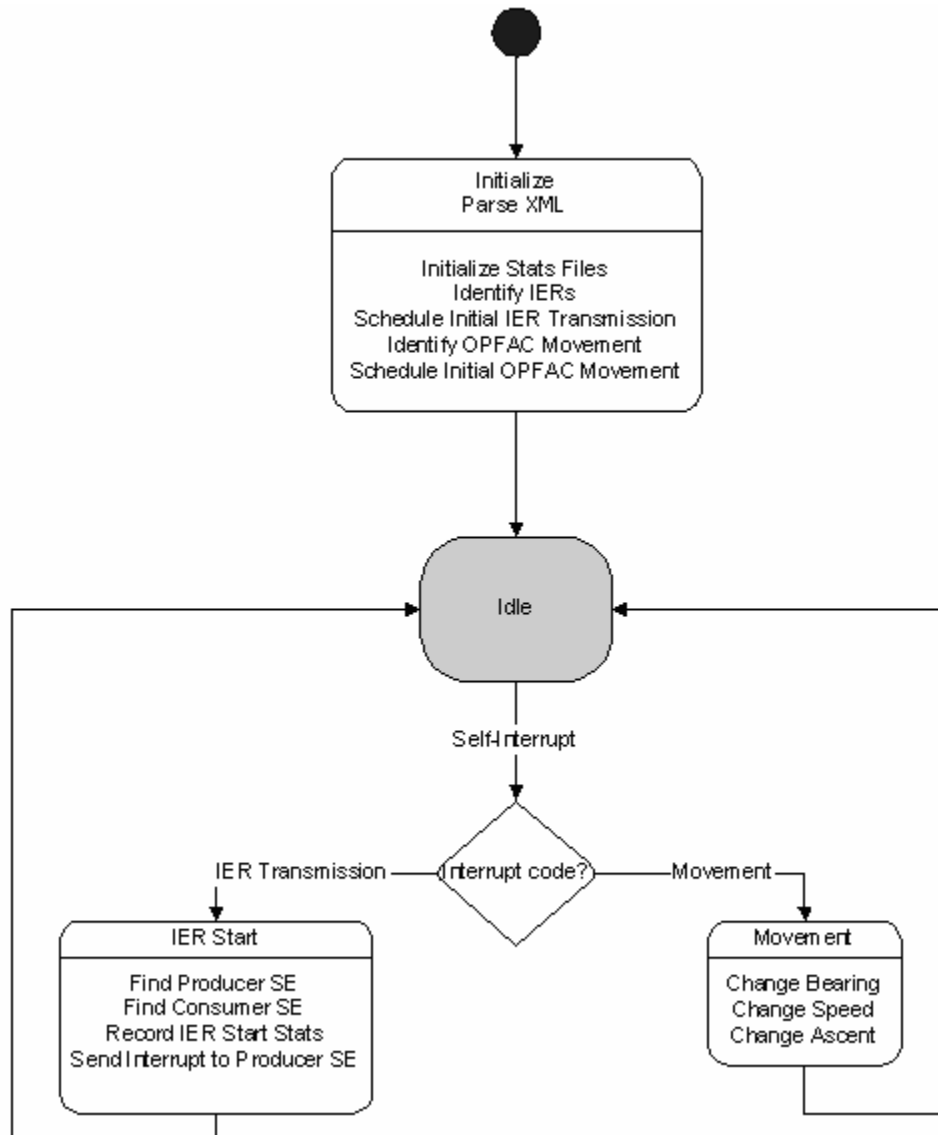 Initialize
Parse XML
Initialize Stats Files
Identify IERs
Schedule Initial IER Transmission
Identify OPFAC Movement
Schedule Initial OPFAC Movement
Idle
Self-Interrupt
IER Transmission
Interrupt code?
Movement
IER Start
Find Producer SE
Find Consumer SE
Record IER Start Stats
Send Interrupt to Producer SE
Movement
Change Bearing
Change Speed
Change Ascent